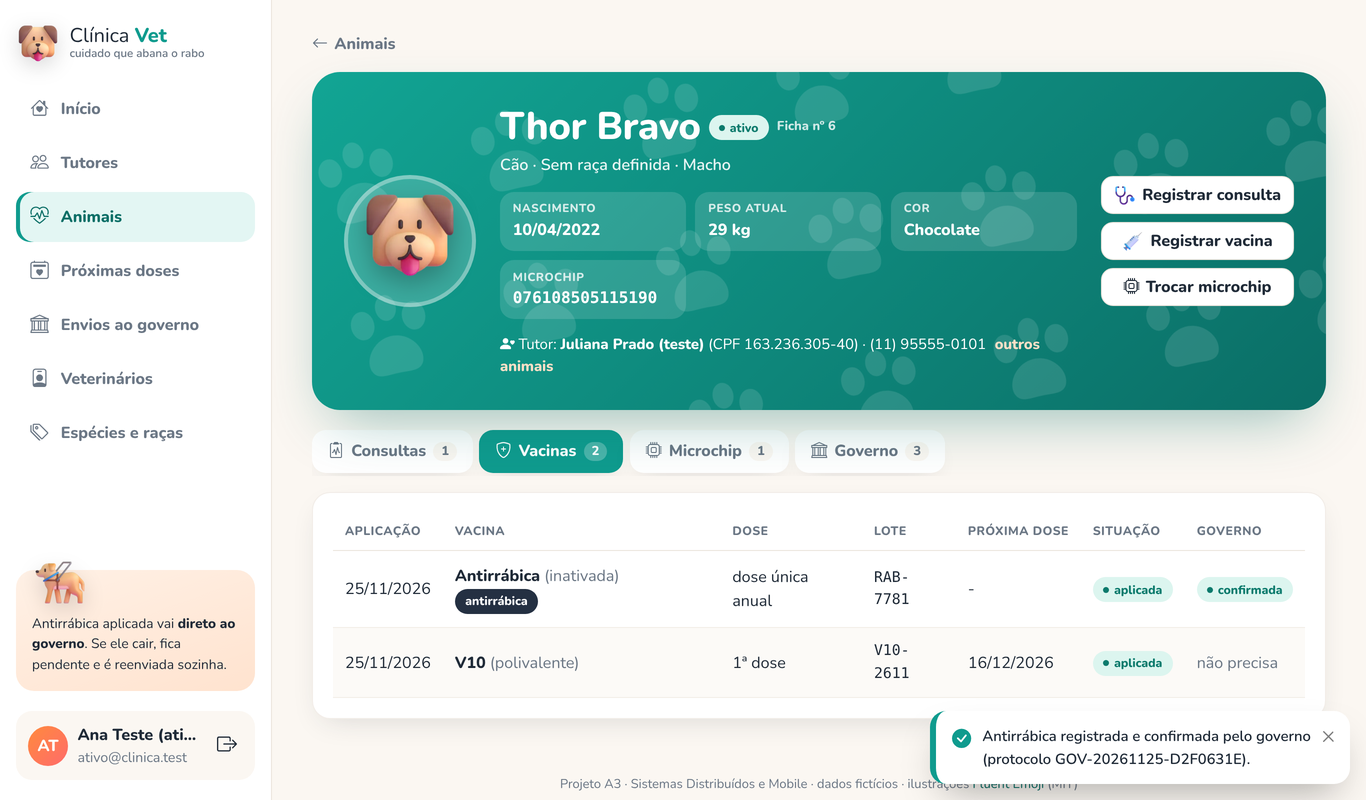 Clínica Vet
cuidado que abana o rabo
Início
Tutores
Animais
Próximas doses
Envios ao governo
Veterinários
Espécies e raças
Antirrábica aplicada vai direto ao
governo. Se ele cair, fica
pendente e é reenviada sozinha.
AT
Ana Teste (ati...
ativo@clinica.test
← Animais
Thor Bravo ativo Ficha nº 6
Cão · Sem raça definida · Macho
NASCIMENTO
10/04/2022
PESO ATUAL
29 kg
COR
Chocolate
MICROCHIP
076108505115190
Tutor: Juliana Prado (teste) (CPF 163.236.305-40) · (11) 95555-0101 outros
animais
Registrar consulta
Registrar vacina
Trocar microchip
Consultas 1
Vacinas 2
Microchip 1
Governo 3
APLICAÇÃO VACINA DOSE LOTE PRÓXIMA DOSE SITUAÇÃO GOVERNO
25/11/2026 Antirrábica (inativada) antirrábica dose única anual RAB-7781 - aplicada confirmada
25/11/2026 V10 (polivalente) 1ª dose V10-2611 16/12/2026 aplicada não precisa
Antirrábica registrada e confirmada pelo governo
(protocolo GOV-20261125-D2F0631E).
Projeto A3 · Sistemas Distribuídos e Mobile · dados fictícios · ilustrações Fluent Emoji (MIT)